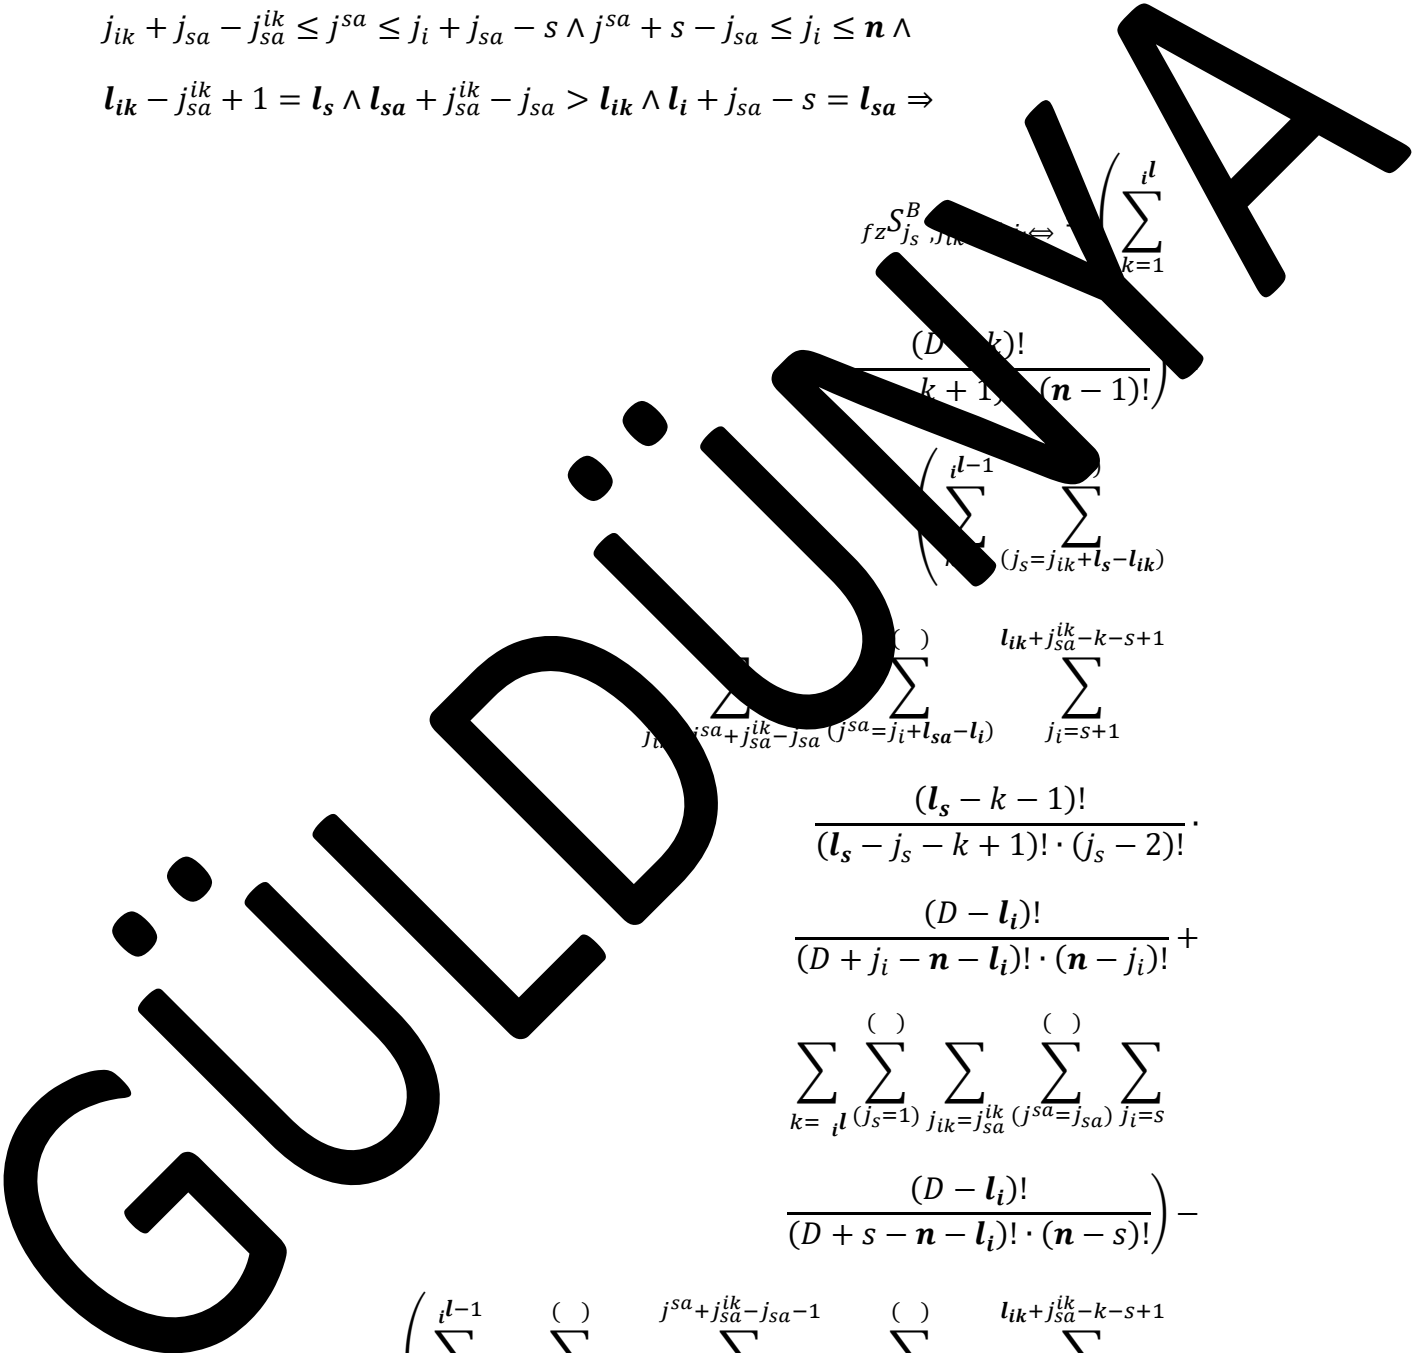 j_{ik} + j_{sa} − j_{sa}^{ik} ≤ j^{sa} ≤ j_i + j_{sa} − s ∧ j^{sa} + s − j_{sa} ≤ j_i ≤ n ∧
l_{ik} − j_{sa}^{ik} + 1 = l_s ∧ l_{sa} + j_{sa}^{ik} − j_{sa} > l_{ik} ∧ l_i + j_{sa} − s = l_{sa} ⇒
_{i}l
_{fz}S^B_{j_s ,j_{ik} ⇔ ( ∑
k=1
(D k)!
k + 1) (n − 1)! )
_{i}l−1
( ∑ ∑
(j_s=j_{ik}+l_s−l_{ik})
( ) l_{ik}+j_{sa}^{ik}−k−s+1
∑ ∑ ∑
j^{sa}+j_{sa}^{ik}−j_{sa} (j^{sa}=j_i+l_{sa}−l_i) j_i=s+1
(l_s − k − 1)!
(l_s − j_s − k + 1)! · (j_s − 2)! ·
(D − l_i)!
(D + j_i − n − l_i)! · (n − j_i)! +
( ) ( )
∑ ∑ ∑ ∑ ∑
k= _{i}l (j_s=1) j_{ik}=j_{sa}^{ik} (j^{sa}=j_{sa}) j_i=s
(D − l_i)!
(D + s − n − l_i)! · (n − s)! ) −
_{i}l−1 ( ) j^{sa}+j_{sa}^{ik}−j_{sa}−1 ( ) l_{ik}+j_{sa}^{ik}−k−s+1
( ∑ ∑ ∑ ∑ ∑
GÜLDÜNYA